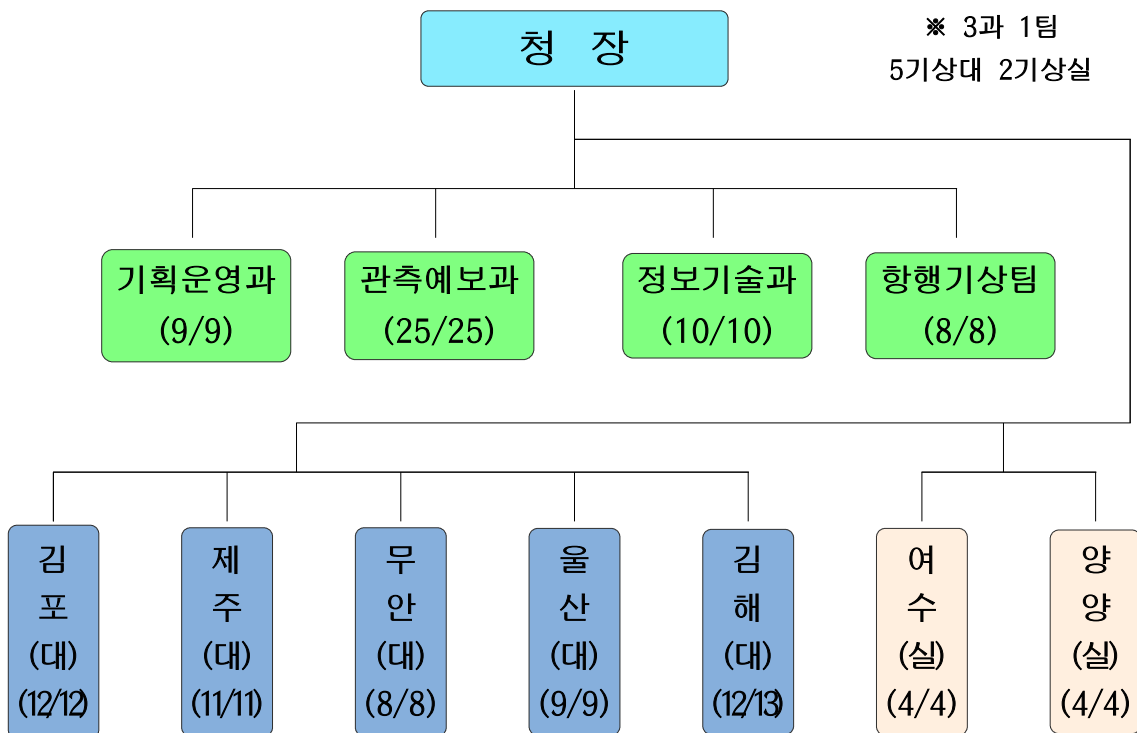 청 장
※ 3과 1팀
5기상대 2기상실
기획운영과
(9/9)
관측예보과
(25/25)
정보기술과
(10/10)
항행기상팀
(8/8)
김
포
(대)
(12/12)
제
주
(대)
(11/11)
무
안
(대)
(8/8)
울
산
(대)
(9/9)
김
해
(대)
(12/13)
여
수
(실)
(4/4)
양
양
(실)
(4/4)